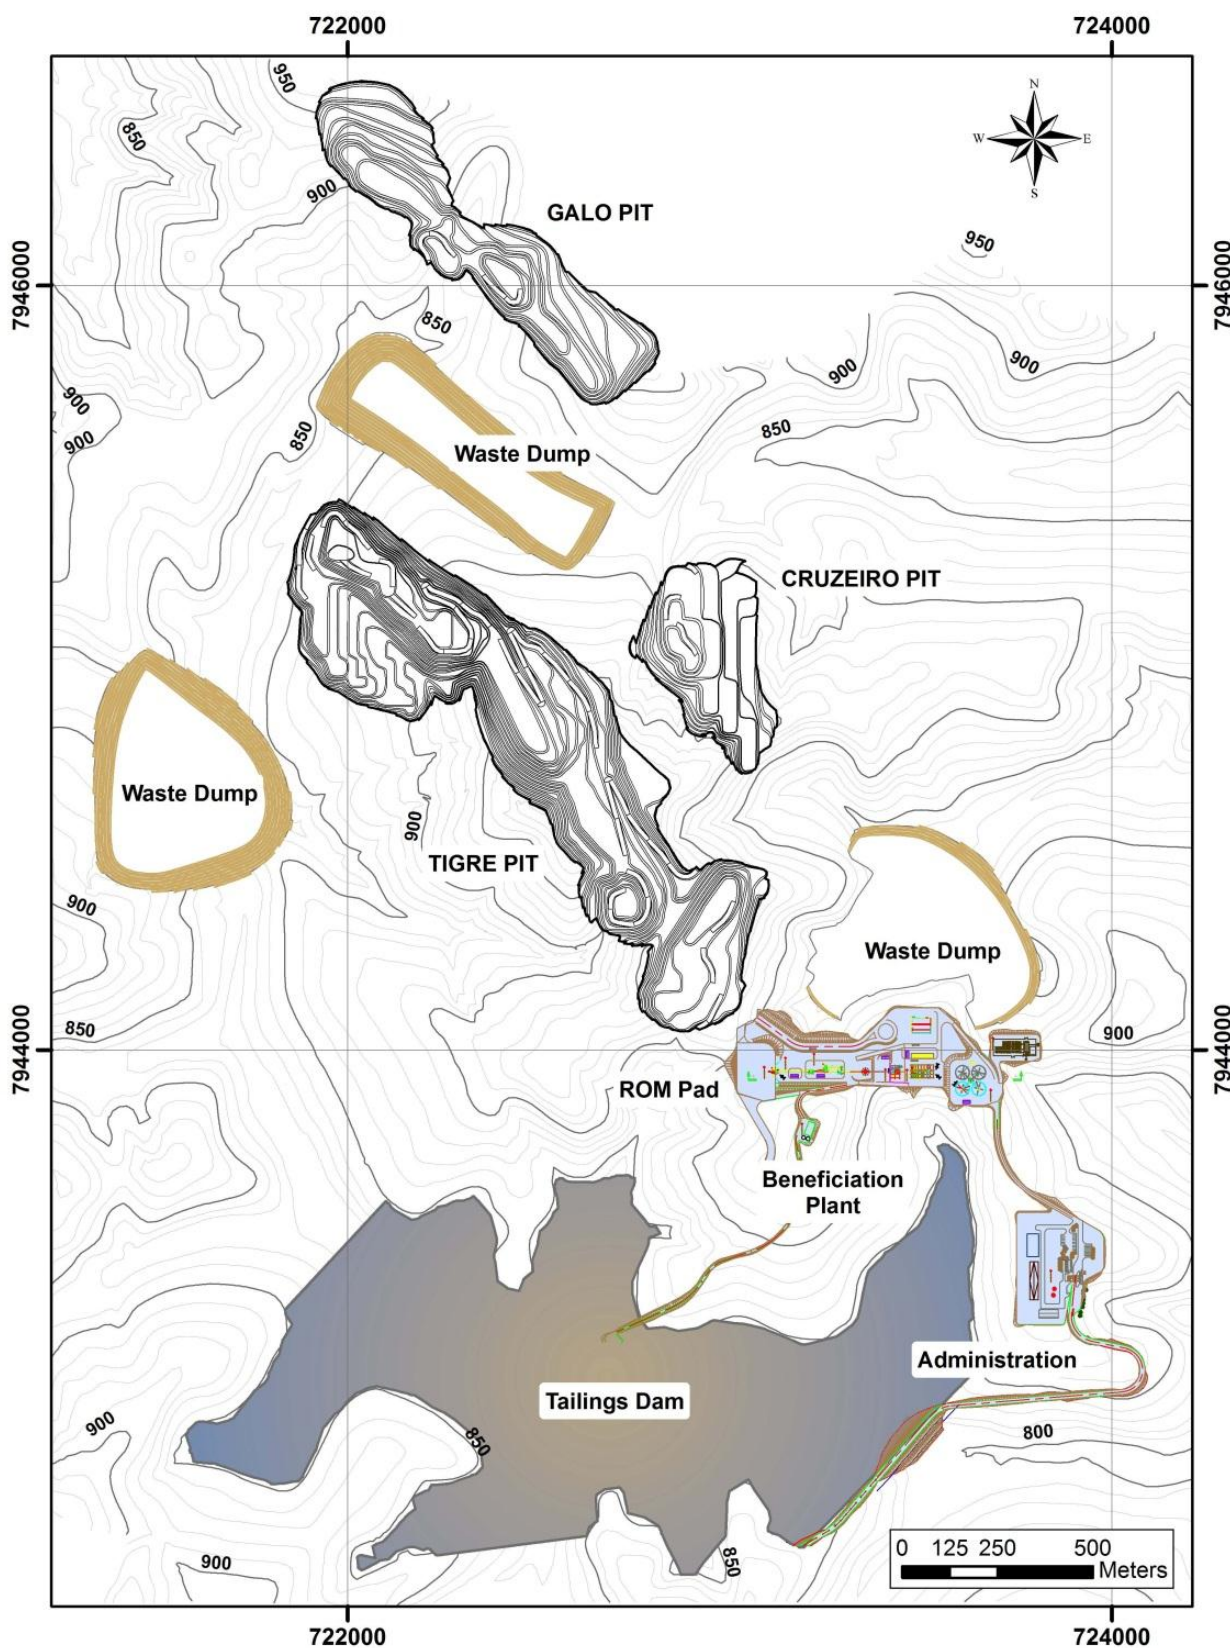 722000
724000
950
850
N
W
E
S
900
GALO PIT
950
7946000
7946000
850
900
900
900
850
850
900
Waste Dump
CRUZEIRO PIT
Waste Dump
900
TIGRE PIT
900
Waste Dump
850
900
7944000
7944000
ROM Pad
Beneficiation
Plant
Administration
Tailings Dam
900
850
800
0 125 250 500
Meters
900
850
722000
724000